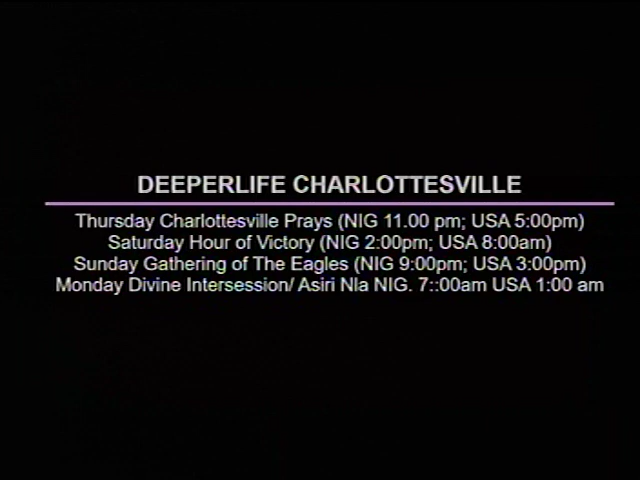 DEEPERLIFE CHARLOTTESVILLE
Thursday Charlottesville Prays (NIG 11.00 pm; USA 5:00pm)
Saturday Hour of Victory (NIG 2:00pm; USA 8:00am)
Sunday Gathering of The Eagles (NIG 9:00pm; USA 3:00pm)
Monday Divine Intersession/ Asiri Nla NIG. 7::00am USA 1:00 am